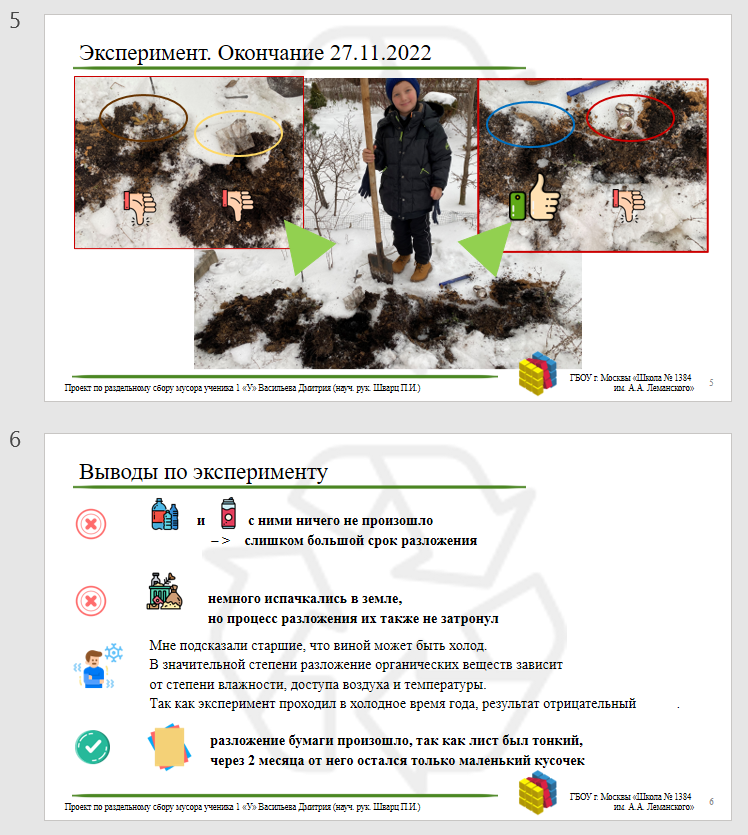 5
Эксперимент. Окончание 27.11.2022
Проект по раздельному сбору мусора ученика 1 «У» Васильева Дмитрия (науч. рук. Шварц П.И.)
ГБОУ г. Москвы «Школа № 1384
им. А.А. Леманского»
5
6
Выводы по эксперименту
и с ними ничего не произошло
–> слишком большой срок разложения
немного испачкались в земле,
но процесс разложения их также не затронул
Мне подсказали старшие, что виной может быть холод.
В значительной степени разложение органических веществ зависит
от степени влажности, доступа воздуха и температуры.
Так как эксперимент проходил в холодное время года, результат отрицательный .
разложение бумаги произошло, так как лист был тонкий,
через 2 месяца от него остался только маленький кусочек
Проект по раздельному сбору мусора ученика 1 «У» Васильева Дмитрия (науч. рук. Шварц П.И.)
ГБОУ г. Москвы «Школа № 1384
им. А.А. Леманского»
6